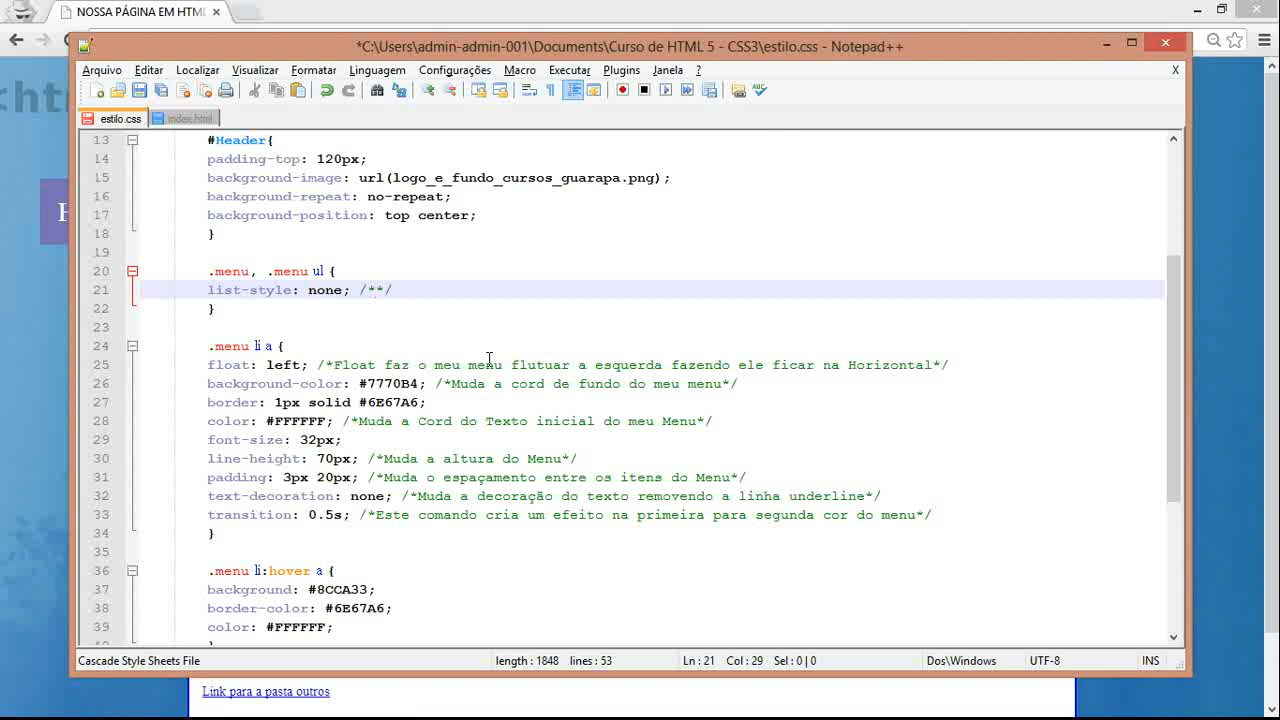 NOSSA PÁGINA EM HTML
<ht
*C:\Users\admin-admin-001\Documents\Curso de HTML 5 - CSS3\estilo.css - Notepad++
Arquivo Editar Localizar Visualizar Formatar Linguagem Configurações Macro Executar Plugins Janela ? X
estilo.css index.html
13 #Header{
14 padding-top: 120px;
15 background-image: url(logo_e_fundo_cursos_guarapa.png);
16 background-repeat: no-repeat;
17 background-position: top center;
18 }
19
20 .menu, .menu ul {
21 list-style: none; /**/
22 }
23
24 .menu li a {
25 float: left; /*Float faz o meu menu flutuar a esquerda fazendo ele ficar na Horizontal*/
26 background-color: #7770B4; /*Muda a cord de fundo do meu menu*/
27 border: 1px solid #6E67A6;
28 color: #FFFFFF; /*Muda a Cord do Texto inicial do meu Menu*/
29 font-size: 32px;
30 line-height: 70px; /*Muda a altura do Menu*/
31 padding: 3px 20px; /*Muda o espaçamento entre os itens do Menu*/
32 text-decoration: none; /*Muda a decoração do texto removendo a linha underline*/
33 transition: 0.5s; /*Este comando cria um efeito na primeira para segunda cor do menu*/
34 }
35
36 .menu li:hover a {
37 background: #8CCA33;
38 border-color: #6E67A6;
39 color: #FFFFFF;
Cascade Style Sheets File length : 1848 lines : 53 Ln : 21 Col : 29 Sel : 0 | 0 Dos\Windows UTF-8 INS
Link para a pasta outros